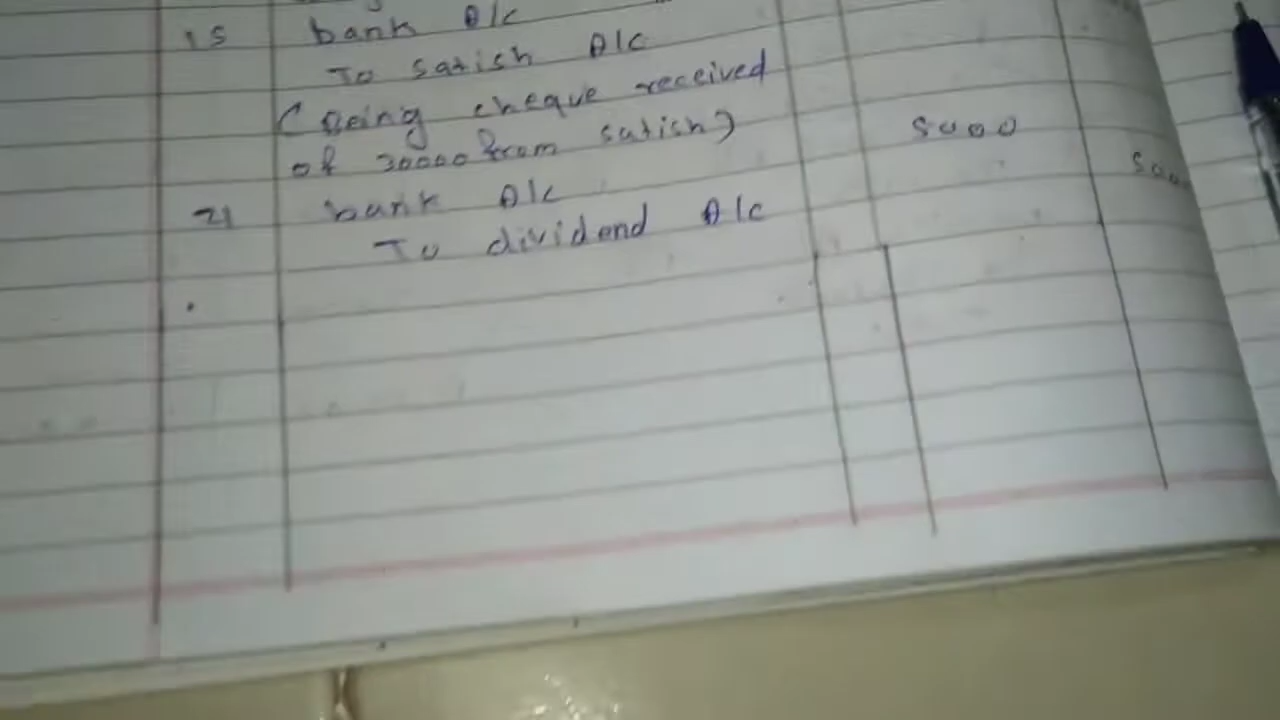 15 bank A/c
To satish A/c
(Being cheque received
of 30000 from satish) 5000
21 bank A/c
To dividend A/c